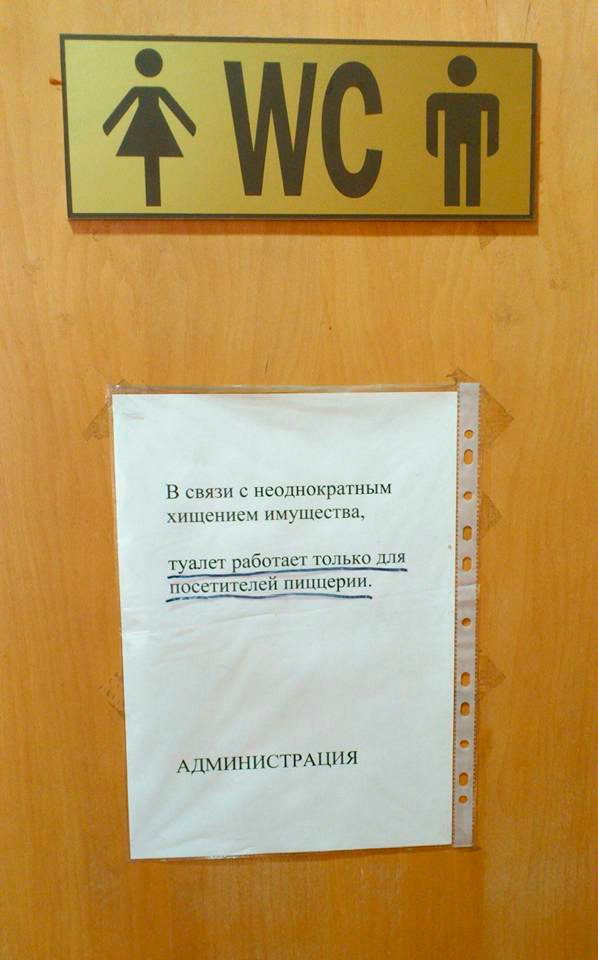 WC
В связи с неоднократным
хищением имущества,
туалет работает только для
посетителей пиццерии.
АДМИНИСТРАЦИЯ